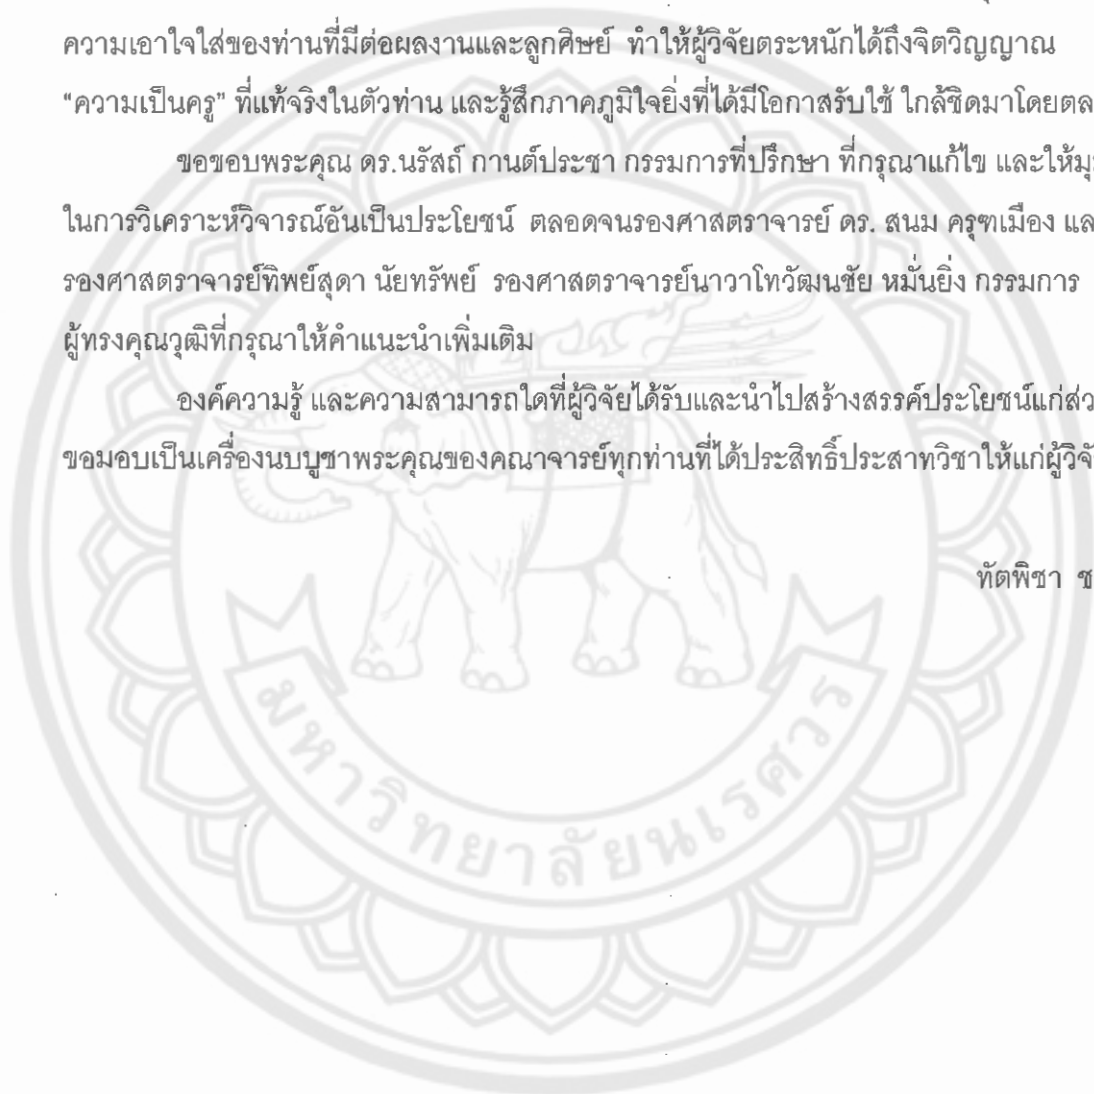 ความเอาใจใส่ของท่านที่มีต่อผลงานและลูกศิษย์ ทำให้ผู้วิจัยตระหนักได้ถึงจิตวิญญาณ
“ความเป็นครู” ที่แท้จริงในตัวท่าน และรู้สึกภาคภูมิใจยิ่งที่ได้มีโอกาสรับใช้ ใกล้ชิดมาโดยตล
ขอขอบพระคุณ ดร.นรัสถ์ กานต์ประชา กรรมการที่ปรึกษา ที่กรุณาแก้ไข และให้มุ
ในการวิเคราะห์วิจารณ์อันเป็นประโยชน์ ตลอดจนรองศาสตราจารย์ ดร. สนม ครุฑเมือง แล
รองศาสตราจารย์ทิพย์สุดา นัยทรัพย์ รองศาสตราจารย์นาวาโทวัฒนชัย หมั่นยิ่ง กรรมการ
ผู้ทรงคุณวุฒิที่กรุณาให้คำแนะนำเพิ่มเติม
องค์ความรู้ และความสามารถใดที่ผู้วิจัยได้รับและนำไปสร้างสรรค์ประโยชน์แก่ส่ว
ขอมอบเป็นเครื่องนบบูชาพระคุณของคณาจารย์ทุกท่านที่ได้ประสิทธิ์ประสาทวิชาให้แก่ผู้วิจั
ทัตพิชา ช
มหาวิทยาลัยนเรศวร